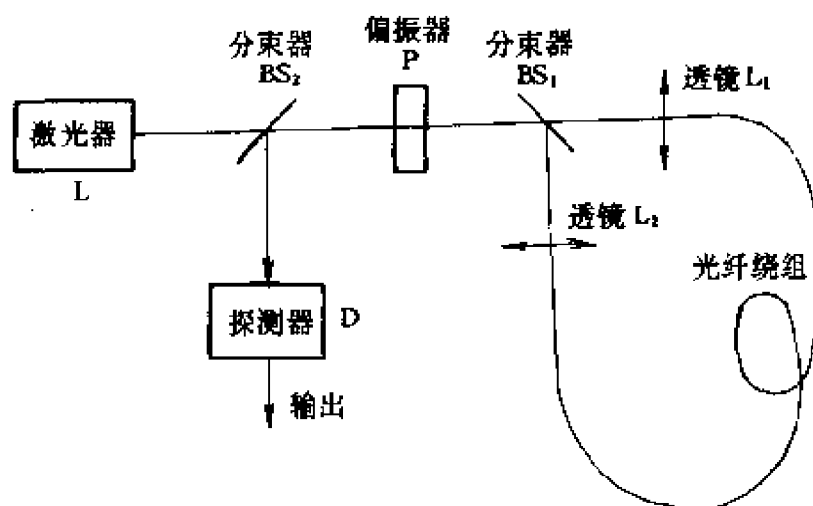 分束器
BS₂
偏振器
P
分束器
BS₁
透镜 L₁
激光器
L
透镜 L₂
光纤绕组
探测器
D
输出